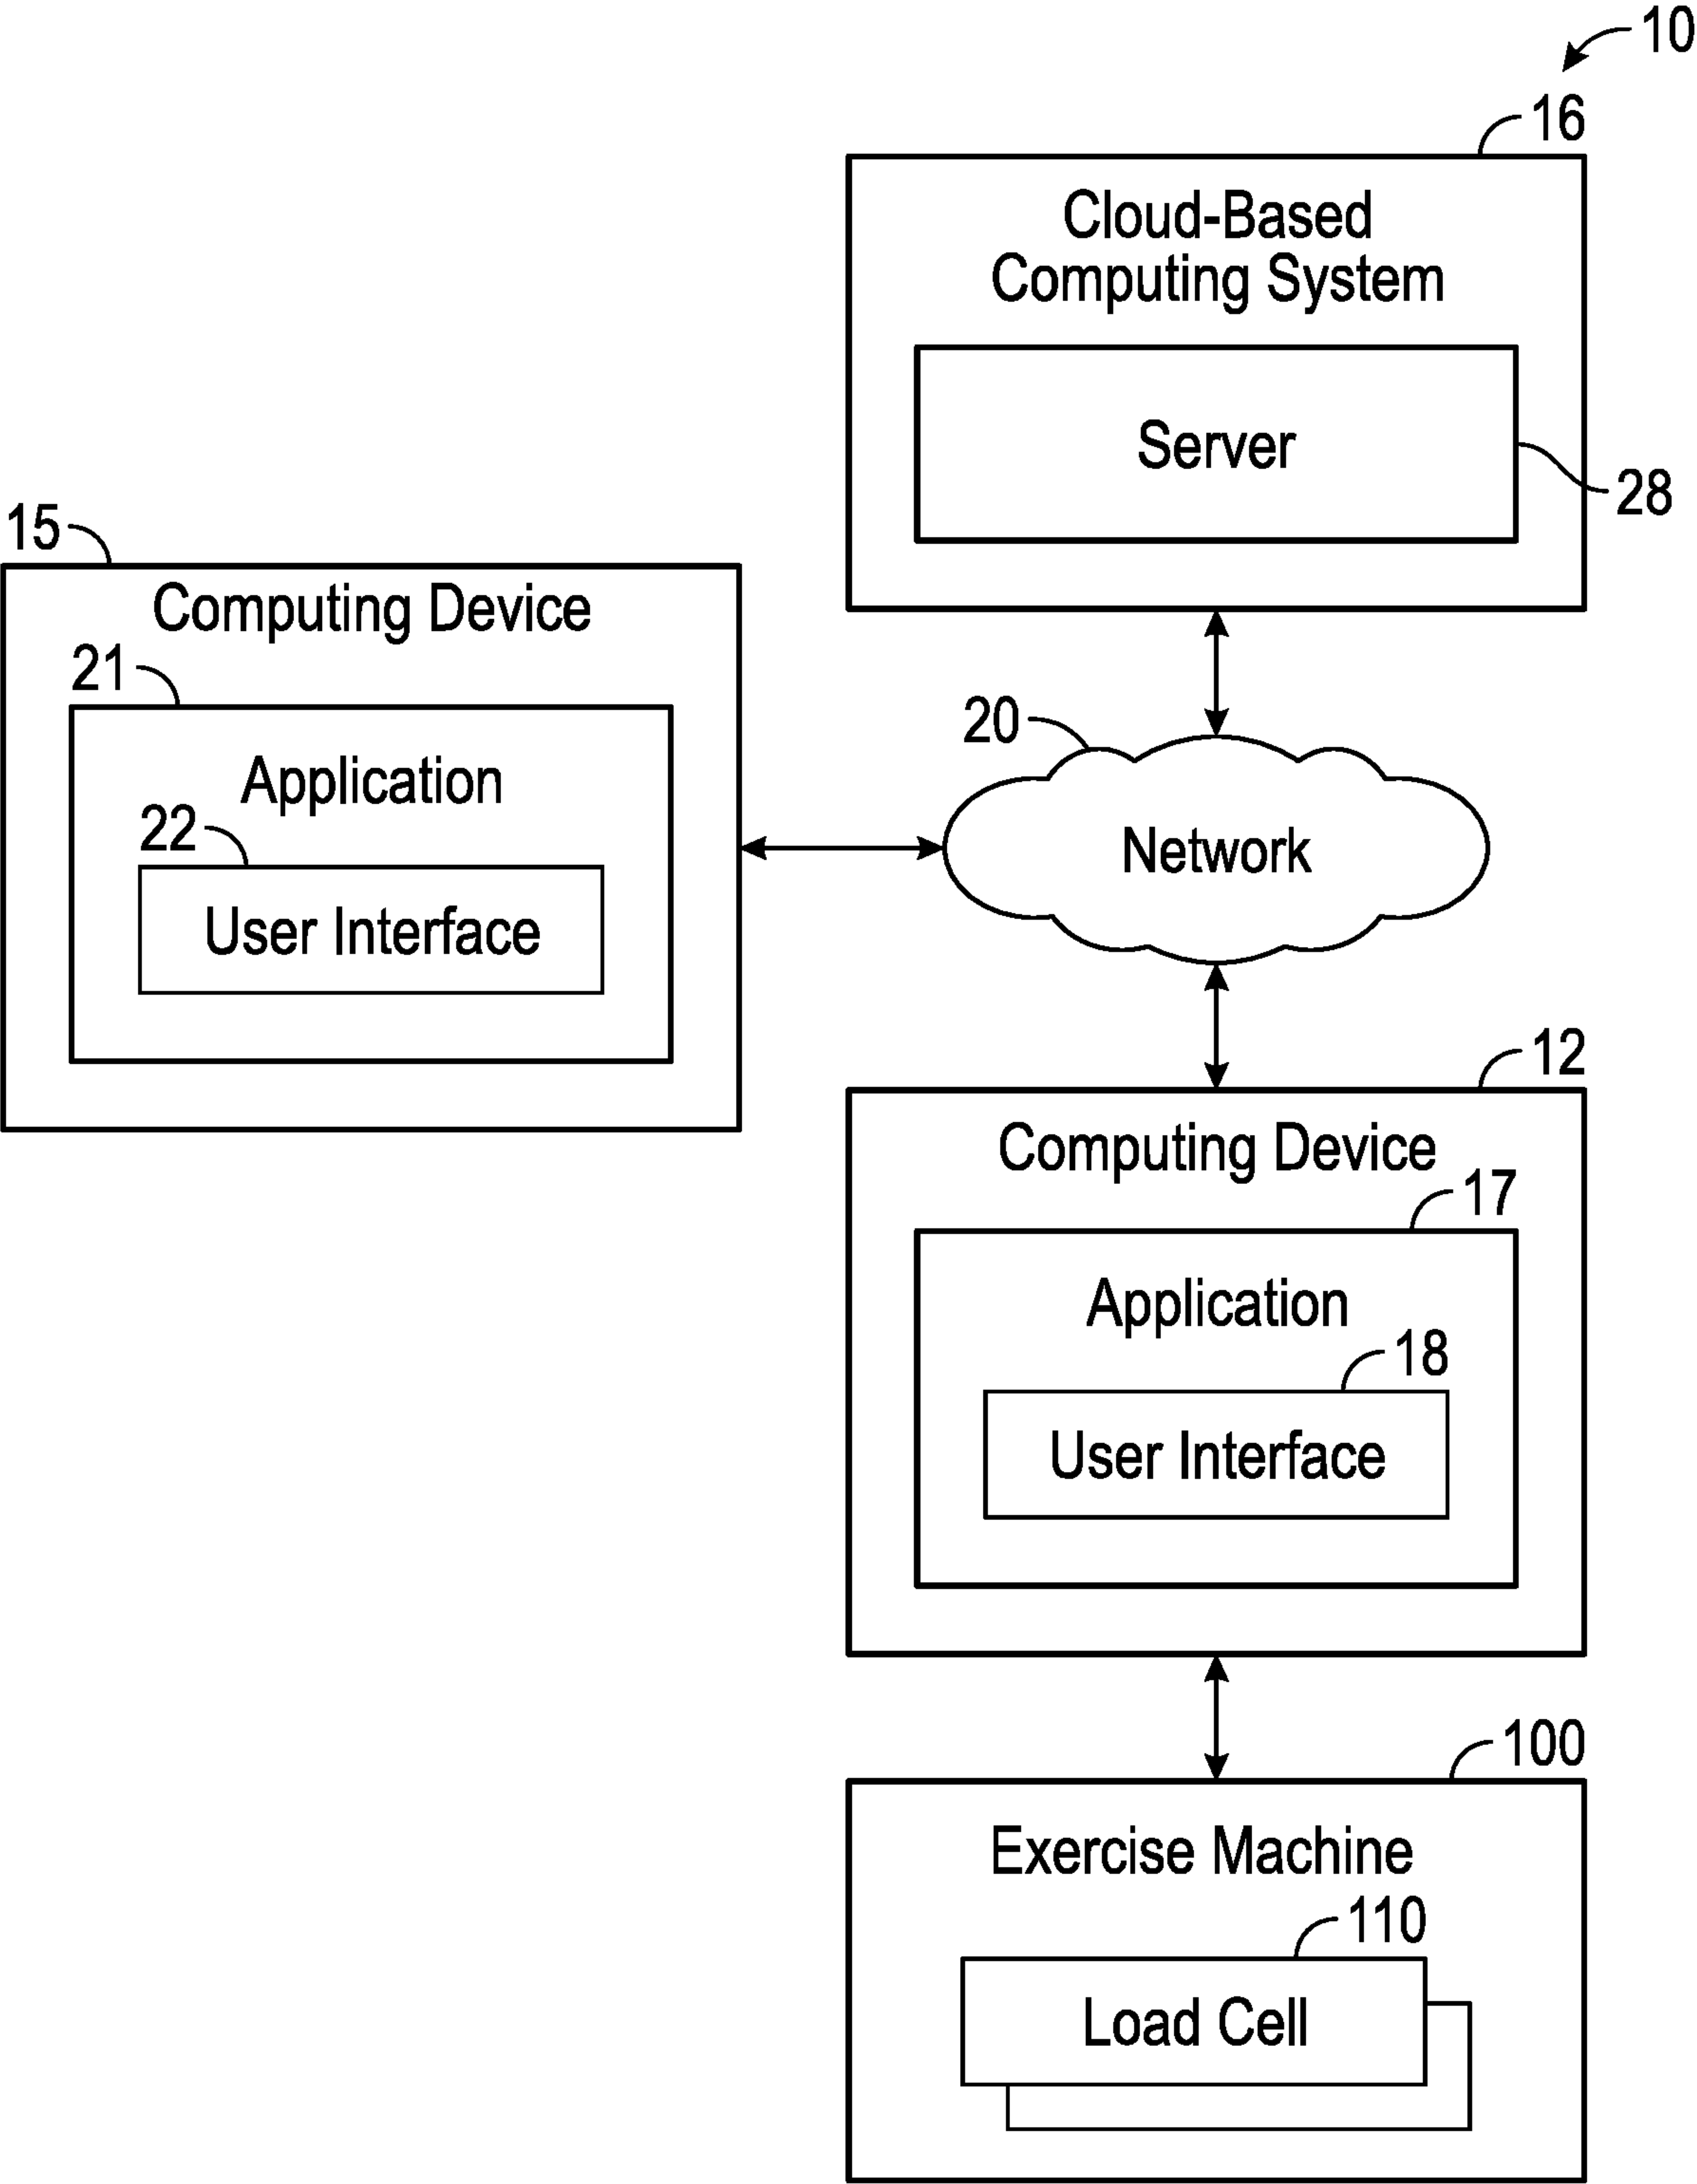 10
16
Cloud-Based
Computing System
Server
28
15
Computing Device
21
Application
22
User Interface
20
Network
12
Computing Device
17
Application
18
User Interface
100
Exercise Machine
110
Load Cell